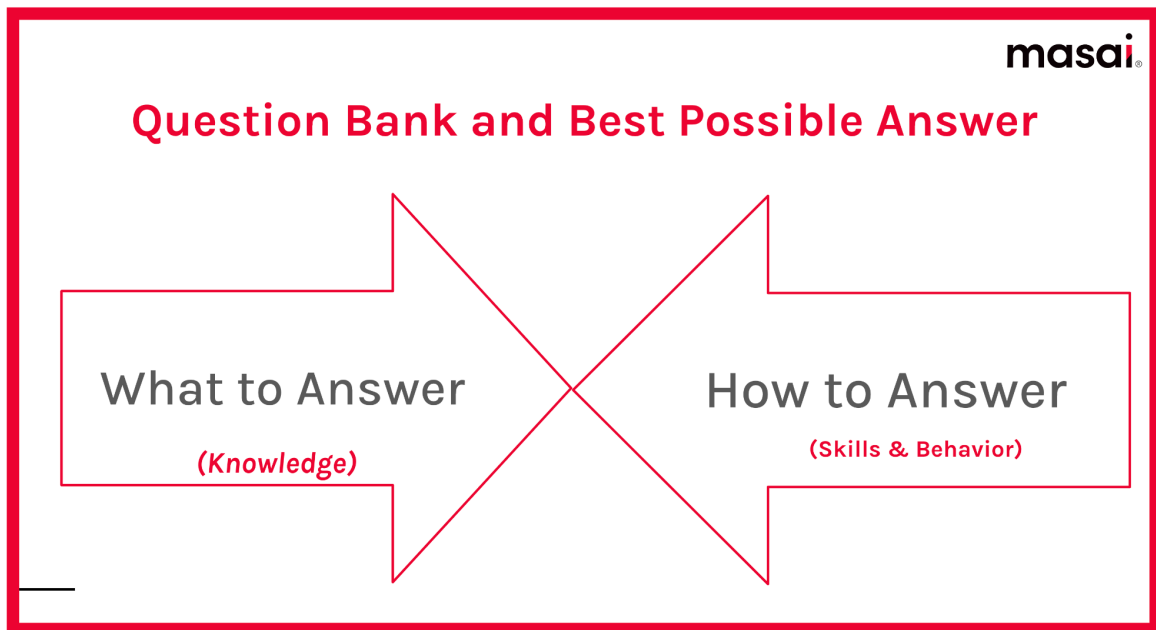 masai®
Question Bank and Best Possible Answer
What to Answer
(Knowledge)
How to Answer
(Skills & Behavior)